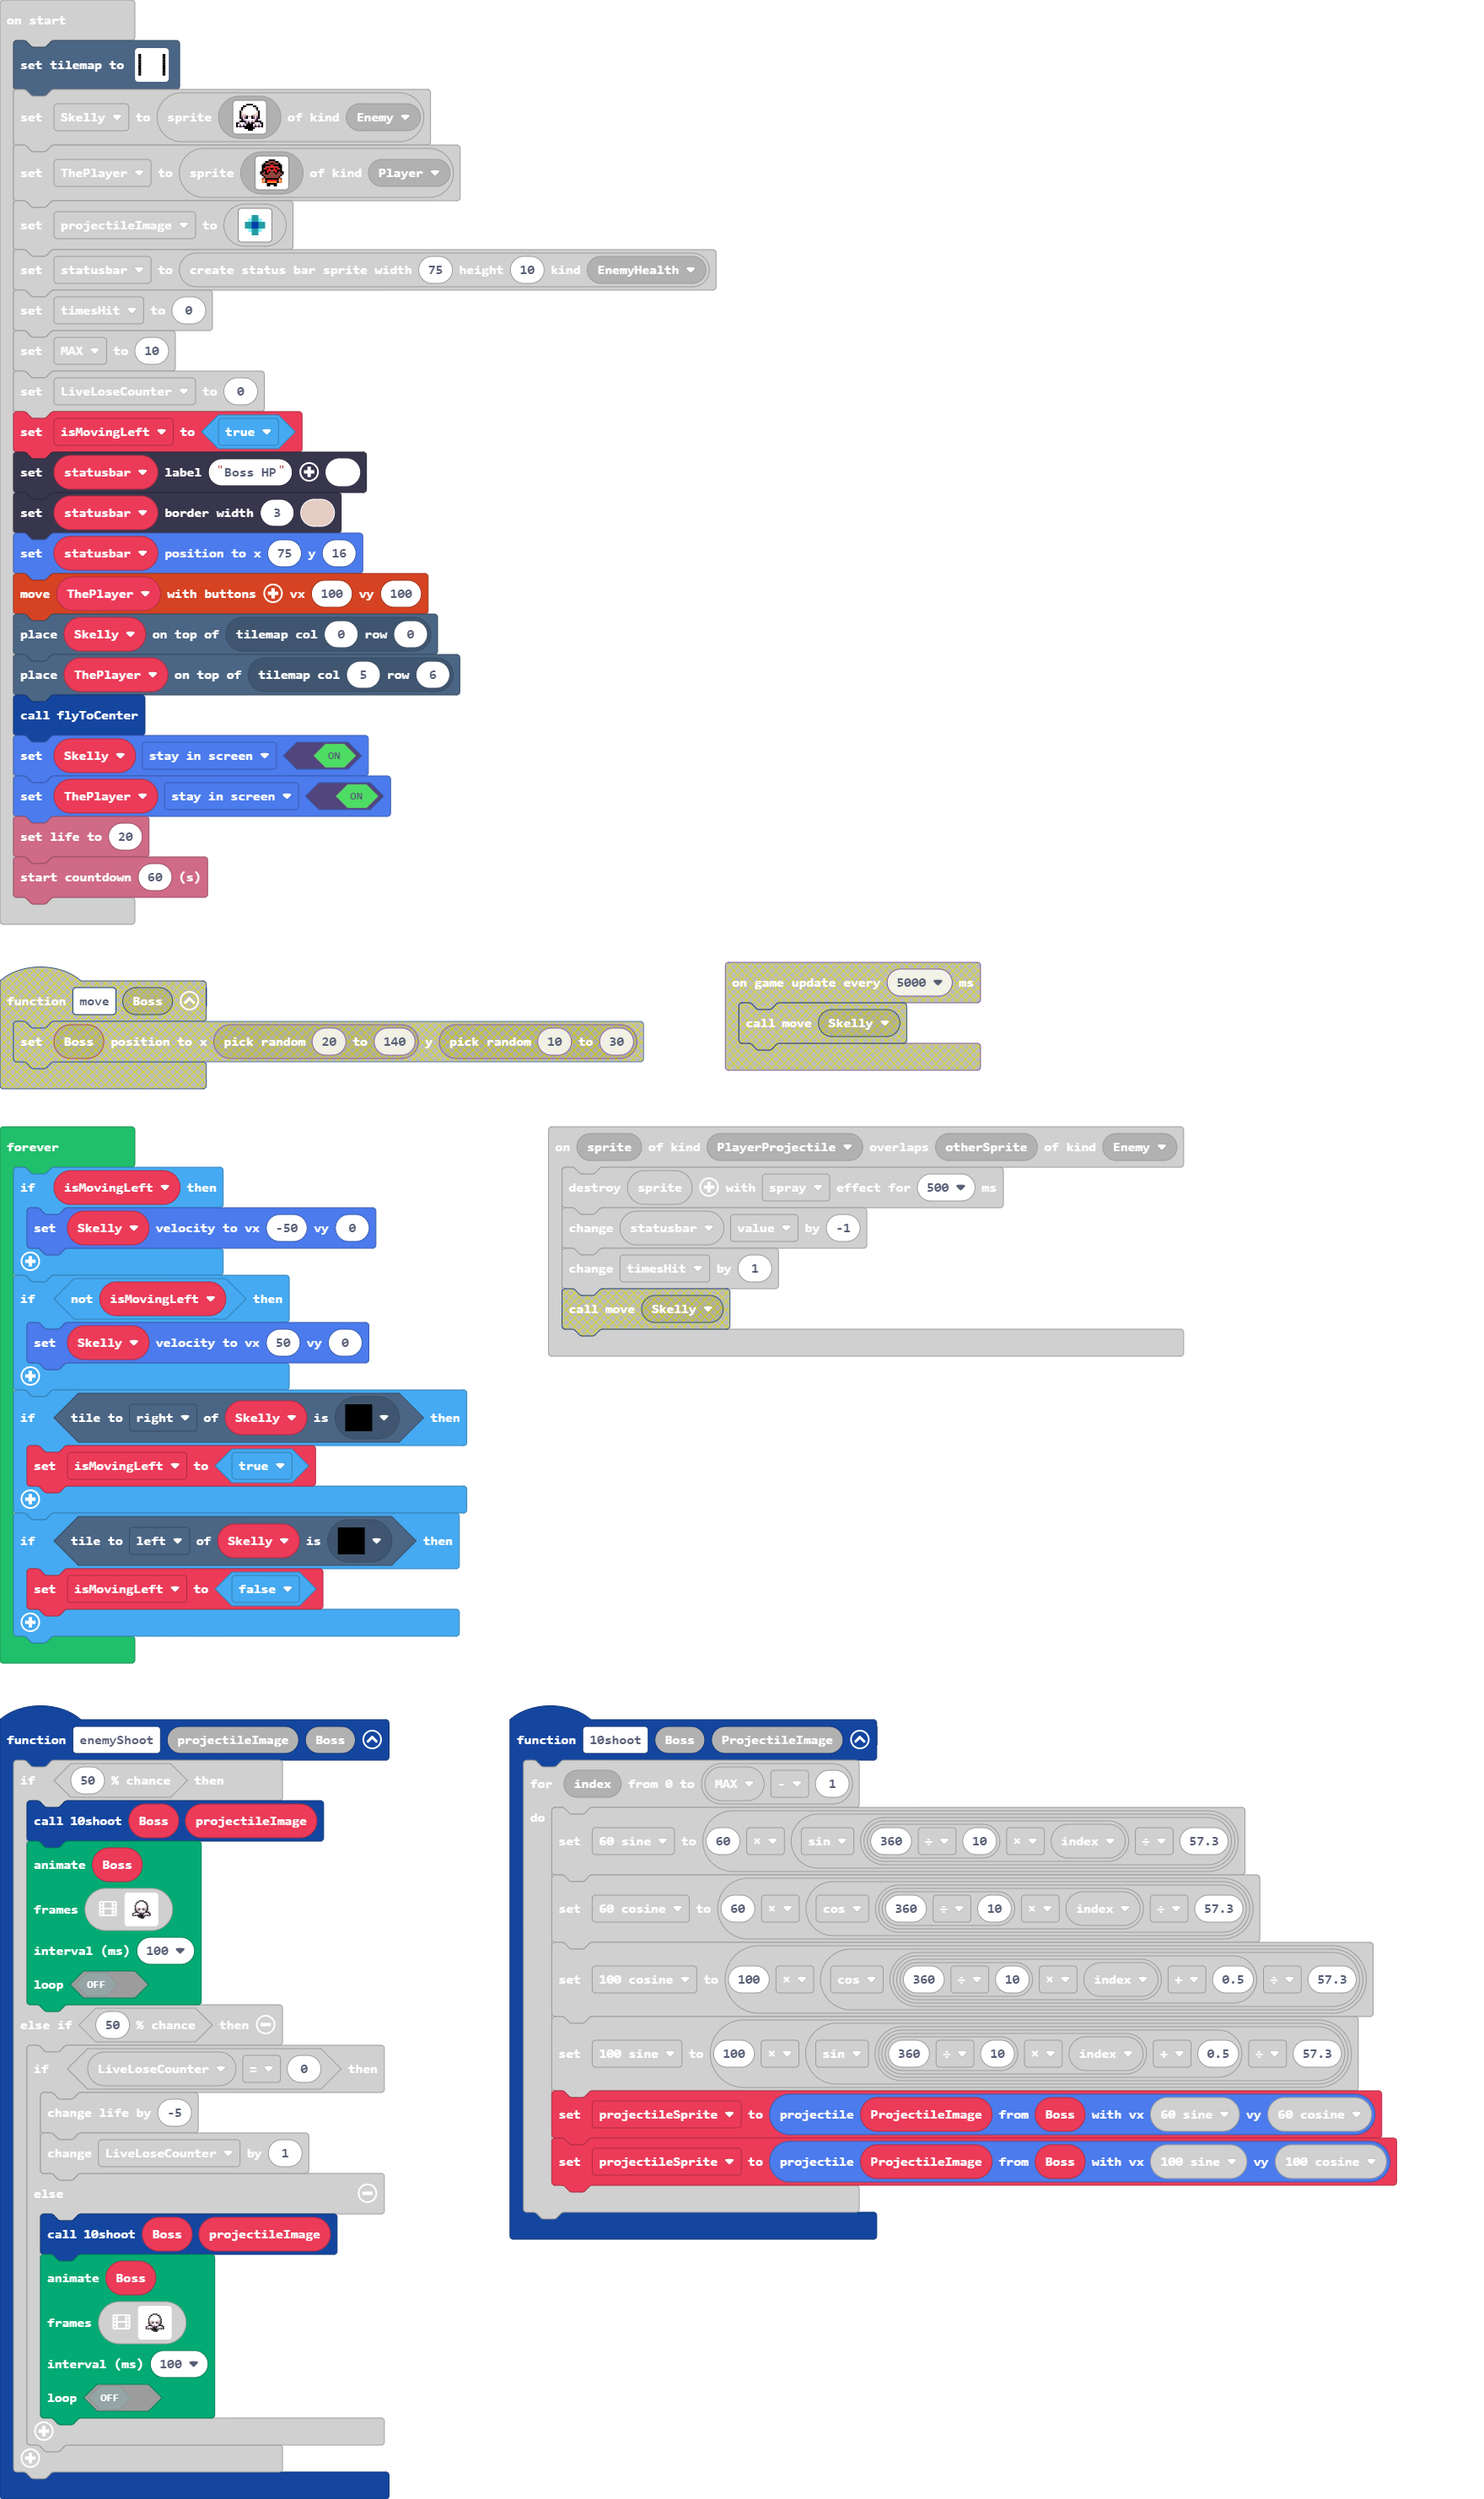 on start
set tilemap to
set Skelly to sprite of kind Enemy
set ThePlayer to sprite of kind Player
set projectileImage to
set statusbar to create status bar sprite width 75 height 10 kind EnemyHealth
set timesHit to 0
set MAX to 10
set LiveLoseCounter to 0
set isMovingLeft to true
set statusbar label "Boss HP"
set statusbar border width 3
set statusbar position to x 75 y 16
move ThePlayer with buttons vx 100 vy 100
place Skelly on top of tilemap col 0 row 0
place ThePlayer on top of tilemap col 5 row 6
call flyToCenter
set Skelly stay in screen ON
set ThePlayer stay in screen ON
set life to 20
start countdown 60 (s)
function move Boss
set Boss position to x pick random 20 to 140 y pick random 10 to 30
on game update every 5000 ms
call move Skelly
forever
if isMovingLeft then
set Skelly velocity to vx -50 vy 0
if not isMovingLeft then
set Skelly velocity to vx 50 vy 0
if tile to right of Skelly is then
set isMovingLeft to true
if tile to left of Skelly is then
set isMovingLeft to false
on sprite of kind PlayerProjectile overlaps otherSprite of kind Enemy
destroy sprite with spray effect for 500 ms
change statusbar value by -1
change timesHit by 1
call move Skelly
function enemyShoot projectileImage Boss
if 50 % chance then
call 10shoot Boss projectileImage
animate Boss
frames
interval (ms) 100
loop OFF
else if 50 % chance then
if LiveLoseCounter = 0 then
change life by -5
change LiveLoseCounter by 1
else
call 10shoot Boss projectileImage
animate Boss
frames
interval (ms) 100
loop OFF
function 10shoot Boss ProjectileImage
for index from 0 to MAX - 1
do
set 60 sine to 60 × sin 360 ÷ 10 × index ÷ 57.3
set 60 cosine to 60 × cos 360 ÷ 10 × index ÷ 57.3
set 100 cosine to 100 × cos 360 ÷ 10 × index + 0.5 ÷ 57.3
set 100 sine to 100 × sin 360 ÷ 10 × index + 0.5 ÷ 57.3
set projectileSprite to projectile ProjectileImage from Boss with vx 60 sine vy 60 cosine
set projectileSprite to projectile ProjectileImage from Boss with vx 100 sine vy 100 cosine